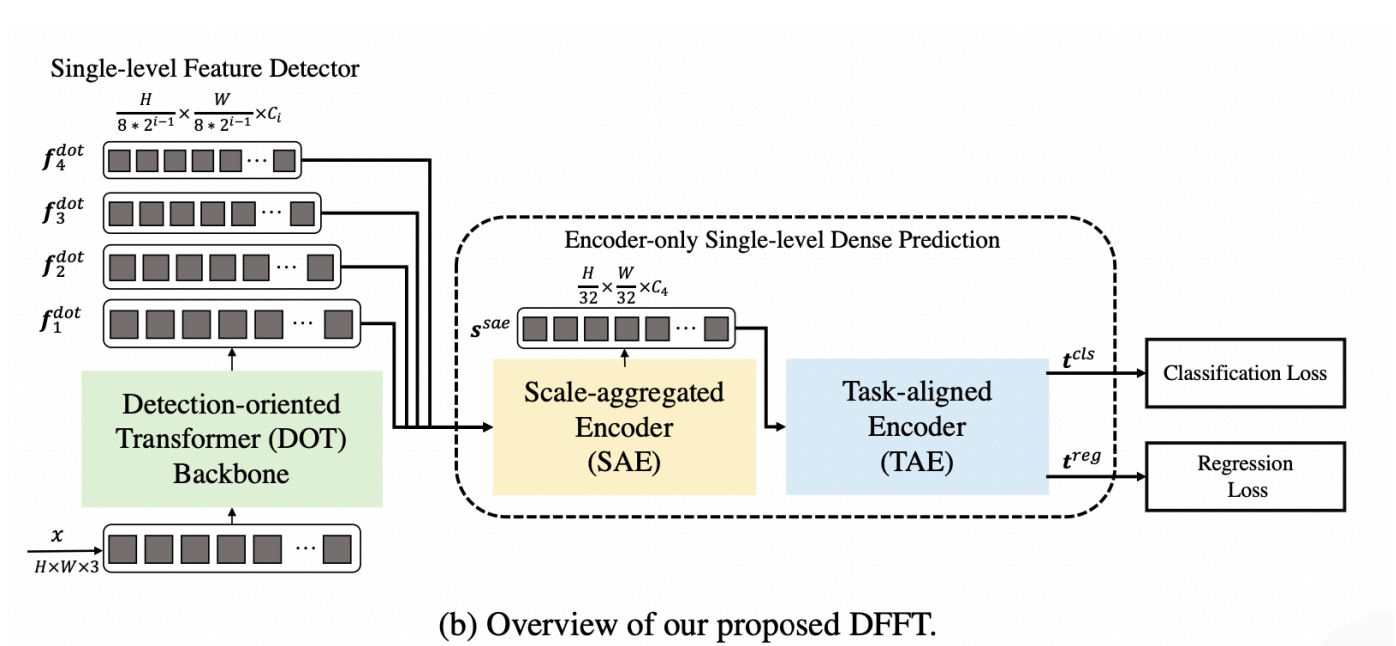 Single-level Feature Detector
H/(8 * 2^{i−1}) × W/(8 * 2^{i−1}) ×C_i
f_4^{dot} ···
f_3^{dot} ···
f_2^{dot} ···
f_1^{dot} ···
Detection-oriented
Transformer (DOT)
Backbone
x
H×W×3
···
Encoder-only Single-level Dense Prediction
H/32 × W/32 ×C_4
s^{sae} ···
Scale-aggregated
Encoder
(SAE)
Task-aligned
Encoder
(TAE)
t^{cls}
Classification Loss
t^{reg}
Regression
Loss
(b) Overview of our proposed DFFT.